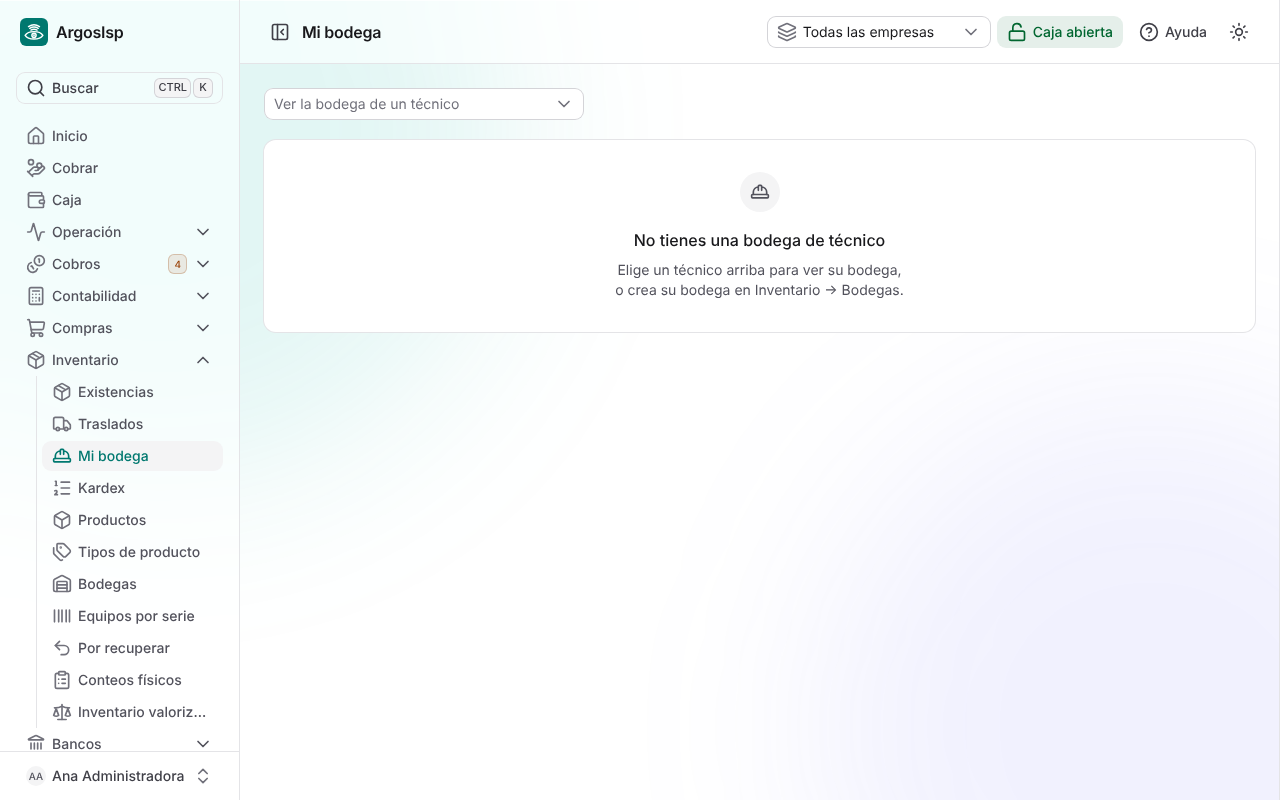 ArgosIsp
Mi bodega
Todas las empresas
Caja abierta
Ayuda
Buscar
CTRL K
Inicio
Cobrar
Caja
Operación
Cobros
4
Contabilidad
Compras
Inventario
Existencias
Traslados
Mi bodega
Kardex
Productos
Tipos de producto
Bodegas
Equipos por serie
Por recuperar
Conteos físicos
Inventario valoriz...
Bancos
AA
Ana Administradora
Ver la bodega de un técnico
No tienes una bodega de técnico
Elige un técnico arriba para ver su bodega,
o crea su bodega en Inventario → Bodegas.